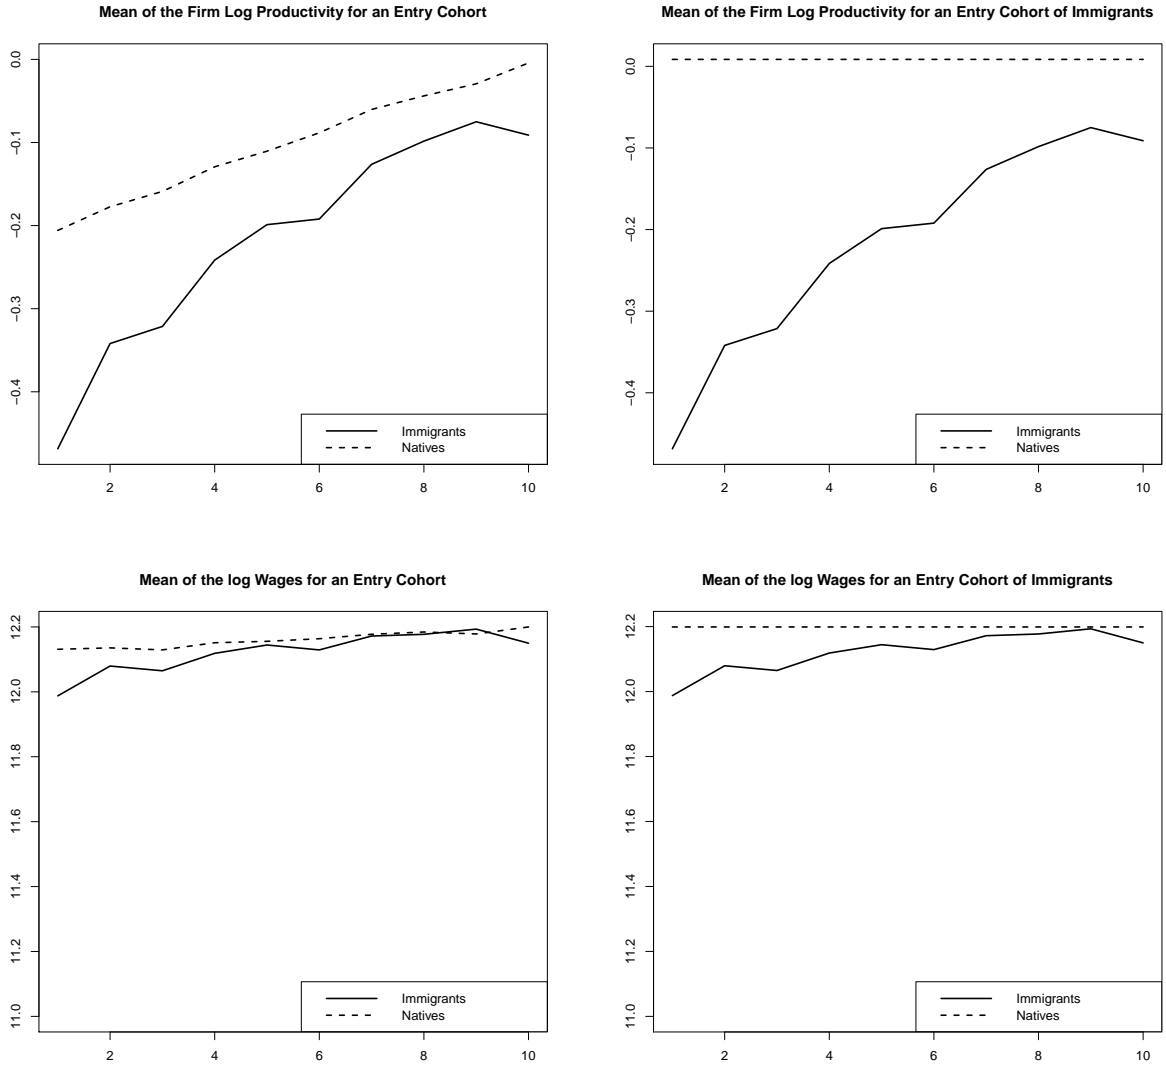 Mean of the Firm Log Productivity for an Entry Cohort
0.0
−0.1
−0.2
−0.3
−0.4
2 4 6 8 10
Immigrants
Natives
Mean of the Firm Log Productivity for an Entry Cohort of Immigrants
0.0
−0.1
−0.2
−0.3
−0.4
2 4 6 8 10
Immigrants
Natives
Mean of the log Wages for an Entry Cohort
12.2
12.0
11.8
11.6
11.4
11.2
11.0
2 4 6 8 10
Immigrants
Natives
Mean of the log Wages for an Entry Cohort of Immigrants
12.2
12.0
11.8
11.6
11.4
11.2
11.0
2 4 6 8 10
Immigrants
Natives